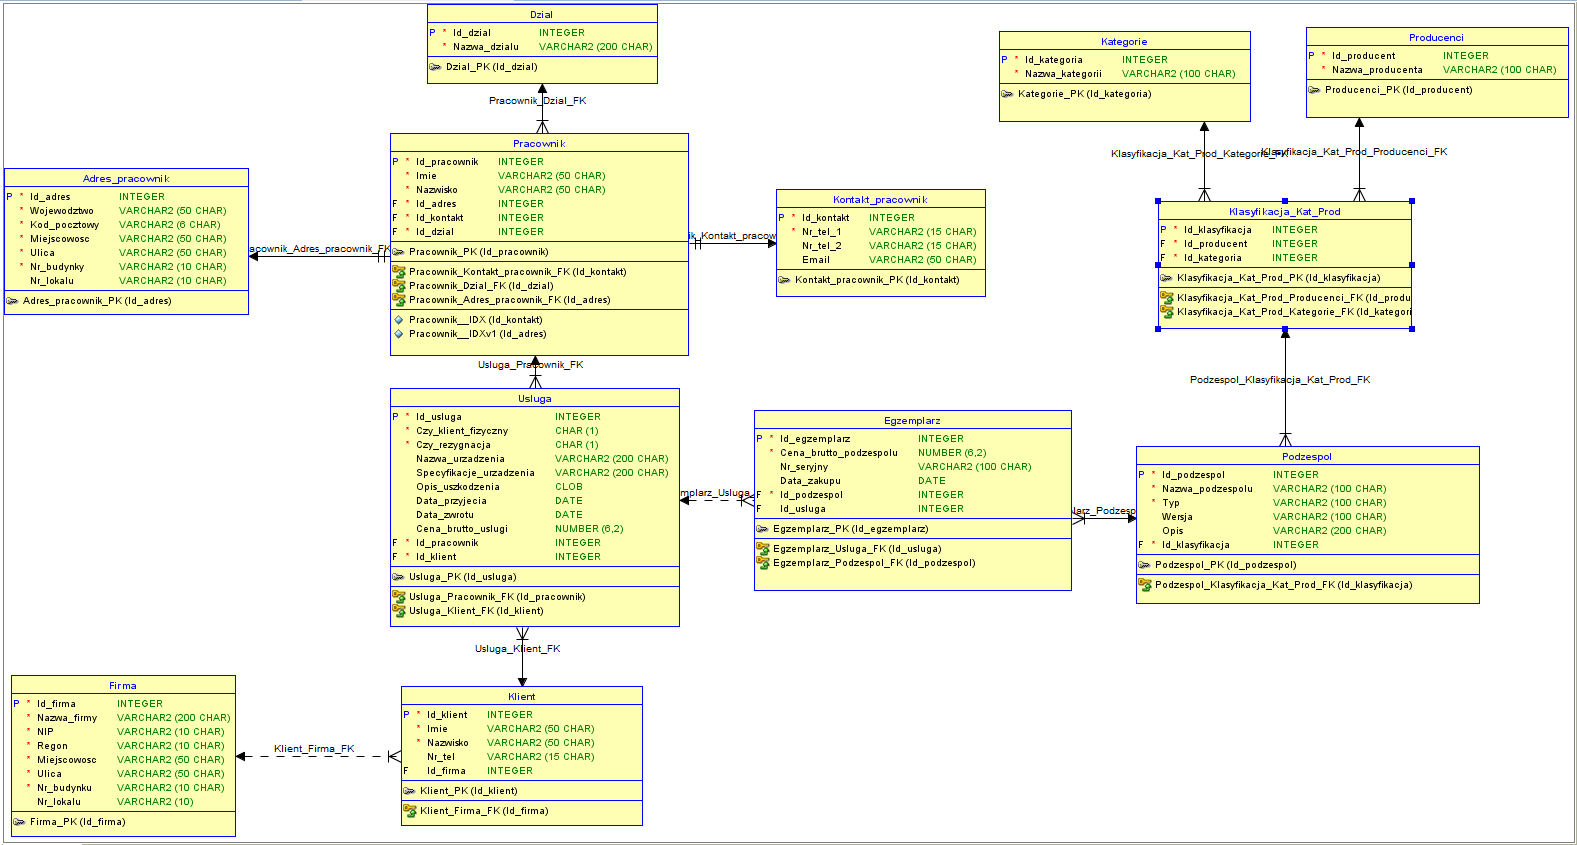 Dzial
P * Id_dzial INTEGER
* Nazwa_dzialu VARCHAR2 (200 CHAR)
Dzial_PK (Id_dzial)
Pracownik_Dzial_FK
Kategorie
P * Id_kategoria INTEGER
* Nazwa_kategorii VARCHAR2 (100 CHAR)
Kategorie_PK (Id_kategoria)
Producenci
P * Id_producent INTEGER
* Nazwa_producenta VARCHAR2 (100 CHAR)
Producenci_PK (Id_producent)
Klasyfikacja_Kat_Prod_Kategorie_FK
Klasyfikacja_Kat_Prod_Producenci_FK
Adres_pracownik
P * Id_adres INTEGER
* Wojewodztwo VARCHAR2 (50 CHAR)
* Kod_pocztowy VARCHAR2 (6 CHAR)
* Miejscowosc VARCHAR2 (50 CHAR)
* Ulica VARCHAR2 (50 CHAR)
* Nr_budynky VARCHAR2 (10 CHAR)
Nr_lokalu VARCHAR2 (10 CHAR)
Adres_pracownik_PK (Id_adres)
acownik_Adres_pracownik_FK
Pracownik
P * Id_pracownik INTEGER
* Imie VARCHAR2 (50 CHAR)
* Nazwisko VARCHAR2 (50 CHAR)
F * Id_adres INTEGER
F * Id_kontakt INTEGER
F * Id_dzial INTEGER
Pracownik_PK (Id_pracownik)
Pracownik_Kontakt_pracownik_FK (Id_kontakt)
Pracownik_Dzial_FK (Id_dzial)
Pracownik_Adres_pracownik_FK (Id_adres)
Pracownik__IDX (Id_kontakt)
Pracownik__IDXv1 (Id_adres)
ik_Kontakt_pracow
Kontakt_pracownik
P * Id_kontakt INTEGER
* Nr_tel_1 VARCHAR2 (15 CHAR)
Nr_tel_2 VARCHAR2 (15 CHAR)
Email VARCHAR2 (50 CHAR)
Kontakt_pracownik_PK (Id_kontakt)
Klasyfikacja_Kat_Prod
P * Id_klasyfikacja INTEGER
F * Id_producent INTEGER
F * Id_kategoria INTEGER
Klasyfikacja_Kat_Prod_PK (Id_klasyfikacja)
Klasyfikacja_Kat_Prod_Producenci_FK (Id_produ
Klasyfikacja_Kat_Prod_Kategorie_FK (Id_kategori
Usluga_Pracownik_FK
Podzespol_Klasyfikacja_Kat_Prod_FK
Usluga
P * Id_usluga INTEGER
* Czy_klient_fizyczny CHAR (1)
* Czy_rezygnacja CHAR (1)
Nazwa_urzadzenia VARCHAR2 (200 CHAR)
Specyfikacje_urzadzenia VARCHAR2 (200 CHAR)
Opis_uszkodzenia CLOB
Data_przyjecia DATE
Data_zwrotu DATE
Cena_brutto_uslugi NUMBER (6,2)
F * Id_pracownik INTEGER
F * Id_klient INTEGER
Usluga_PK (Id_usluga)
Usluga_Pracownik_FK (Id_pracownik)
Usluga_Klient_FK (Id_klient)
mplarz_Usluga
Egzemplarz
P * Id_egzemplarz INTEGER
* Cena_brutto_podzespolu NUMBER (6,2)
Nr_seryjny VARCHAR2 (100 CHAR)
Data_zakupu DATE
F * Id_podzespol INTEGER
F Id_usluga INTEGER
Egzemplarz_PK (Id_egzemplarz)
Egzemplarz_Usluga_FK (Id_usluga)
Egzemplarz_Podzespol_FK (Id_podzespol)
larz_Podzesp
Podzespol
P * Id_podzespol INTEGER
* Nazwa_podzespolu VARCHAR2 (100 CHAR)
* Typ VARCHAR2 (100 CHAR)
Wersja VARCHAR2 (100 CHAR)
Opis VARCHAR2 (200 CHAR)
F * Id_klasyfikacja INTEGER
Podzespol_PK (Id_podzespol)
Podzespol_Klasyfikacja_Kat_Prod_FK (Id_klasyfikacja)
Usluga_Klient_FK
Firma
P * Id_firma INTEGER
* Nazwa_firmy VARCHAR2 (200 CHAR)
* NIP VARCHAR2 (10 CHAR)
* Regon VARCHAR2 (10 CHAR)
* Miejscowosc VARCHAR2 (50 CHAR)
* Ulica VARCHAR2 (50 CHAR)
* Nr_budynku VARCHAR2 (10 CHAR)
Nr_lokalu VARCHAR2 (10)
Firma_PK (Id_firma)
Klient_Firma_FK
Klient
P * Id_klient INTEGER
* Imie VARCHAR2 (50 CHAR)
* Nazwisko VARCHAR2 (50 CHAR)
Nr_tel VARCHAR2 (15 CHAR)
F Id_firma INTEGER
Klient_PK (Id_klient)
Klient_Firma_FK (Id_firma)